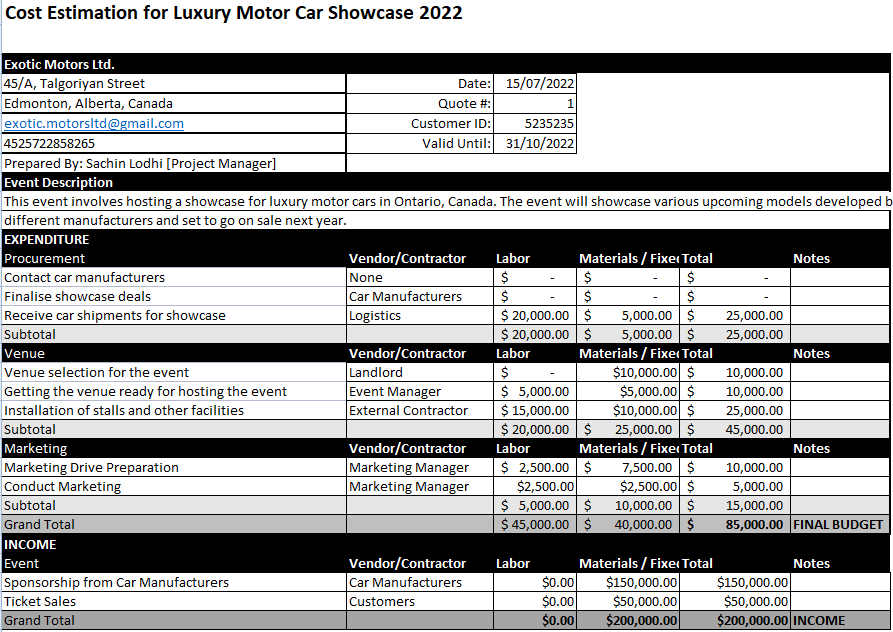 Cost Estimation for Luxury Motor Car Showcase 2022
Exotic Motors Ltd.
45/A, Talgoriyan Street Date: 15/07/2022
Edmonton, Alberta, Canada Quote #: 1
exotic.motorsltd@gmail.com Customer ID: 5235235
4525722858265 Valid Until: 31/10/2022
Prepared By: Sachin Lodhi [Project Manager]
Event Description
This event involves hosting a showcase for luxury motor cars in Ontario, Canada. The event will showcase various upcoming models developed b
different manufacturers and set to go on sale next year.
EXPENDITURE
Procurement Vendor/Contractor Labor Materials / Fixe Total Notes
Contact car manufacturers None $ - $ - $ -
Finalise showcase deals Car Manufacturers $ - $ - $ -
Receive car shipments for showcase Logistics $ 20,000.00 $ 5,000.00 $ 25,000.00
Subtotal $ 20,000.00 $ 5,000.00 $ 25,000.00
Venue Vendor/Contractor Labor Materials / Fixe Total Notes
Venue selection for the event Landlord $ - $10,000.00 $ 10,000.00
Getting the venue ready for hosting the event Event Manager $ 5,000.00 $5,000.00 $ 10,000.00
Installation of stalls and other facilities External Contractor $ 15,000.00 $10,000.00 $ 25,000.00
Subtotal $ 20,000.00 $ 25,000.00 $ 45,000.00
Marketing Vendor/Contractor Labor Materials / Fixe Total Notes
Marketing Drive Preparation Marketing Manager $ 2,500.00 $ 7,500.00 $ 10,000.00
Conduct Marketing Marketing Manager $2,500.00 $2,500.00 $ 5,000.00
Subtotal $ 5,000.00 $ 10,000.00 $ 15,000.00
Grand Total $ 45,000.00 $ 40,000.00 $ 85,000.00 FINAL BUDGET
INCOME
Event Vendor/Contractor Labor Materials / Fixe Total Notes
Sponsorship from Car Manufacturers Car Manufacturers $0.00 $150,000.00 $150,000.00
Ticket Sales Customers $0.00 $50,000.00 $50,000.00
Grand Total $0.00 $200,000.00 $200,000.00 INCOME